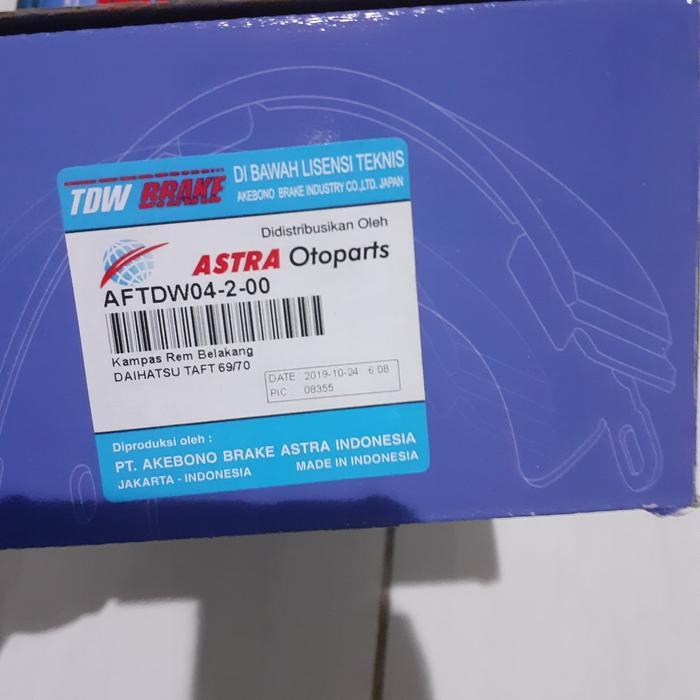 TDW BRAKE
DI BAWAH LISENSI TEKNIS
AKEBONO BRAKE INDUSTRY CO.,LTD. JAPAN
Didistribusikan Oleh
ASTRA Otoparts
AFTDW04-2-00
Kampas Rem Belakang
DAIHATSU TAFT 69/70
DATE 2019-10-24 6 08
PIC 08355
Diproduksi oleh :
PT. AKEBONO BRAKE ASTRA INDONESIA
JAKARTA - INDONESIA MADE IN INDONESIA